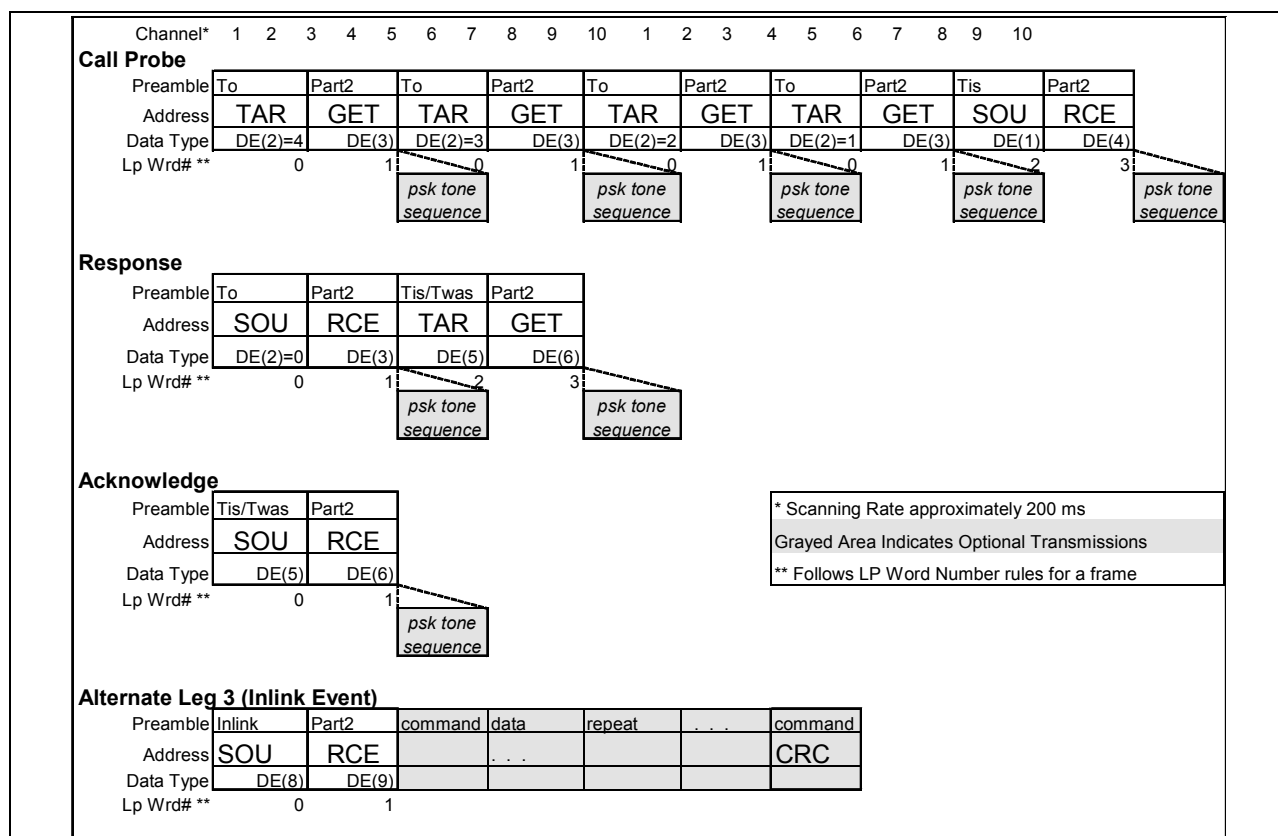 Channel* 1 2 3 4 5 6 7 8 9 10 1 2 3 4 5 6 7 8 9 10
Call Probe
Preamble To Part2 To Part2 To Part2 To Part2 Tis Part2
Address TAR GET TAR GET TAR GET TAR GET SOU RCE
Data Type DE(2)=4 DE(3) DE(2)=3 DE(3) DE(2)=2 DE(3) DE(2)=1 DE(3) DE(1) DE(4)
Lp Wrd# ** 0 1 0 1 0 1 0 1 2 3
psk tone psk tone psk tone psk tone psk tone
sequence sequence sequence sequence sequence
Response
Preamble To Part2 Tis/Twas Part2
Address SOU RCE TAR GET
Data Type DE(2)=0 DE(3) DE(5) DE(6)
Lp Wrd# ** 0 1 2 3
psk tone psk tone
sequence sequence
Acknowledge
Preamble Tis/Twas Part2
Address SOU RCE
Data Type DE(5) DE(6)
Lp Wrd# ** 0 1
psk tone
sequence
* Scanning Rate approximately 200 ms
Grayed Area Indicates Optional Transmissions
** Follows LP Word Number rules for a frame
Alternate Leg 3 (Inlink Event)
Preamble Inlink Part2 command data repeat . . . command
Address SOU RCE . . . CRC
Data Type DE(8) DE(9)
Lp Wrd# ** 0 1